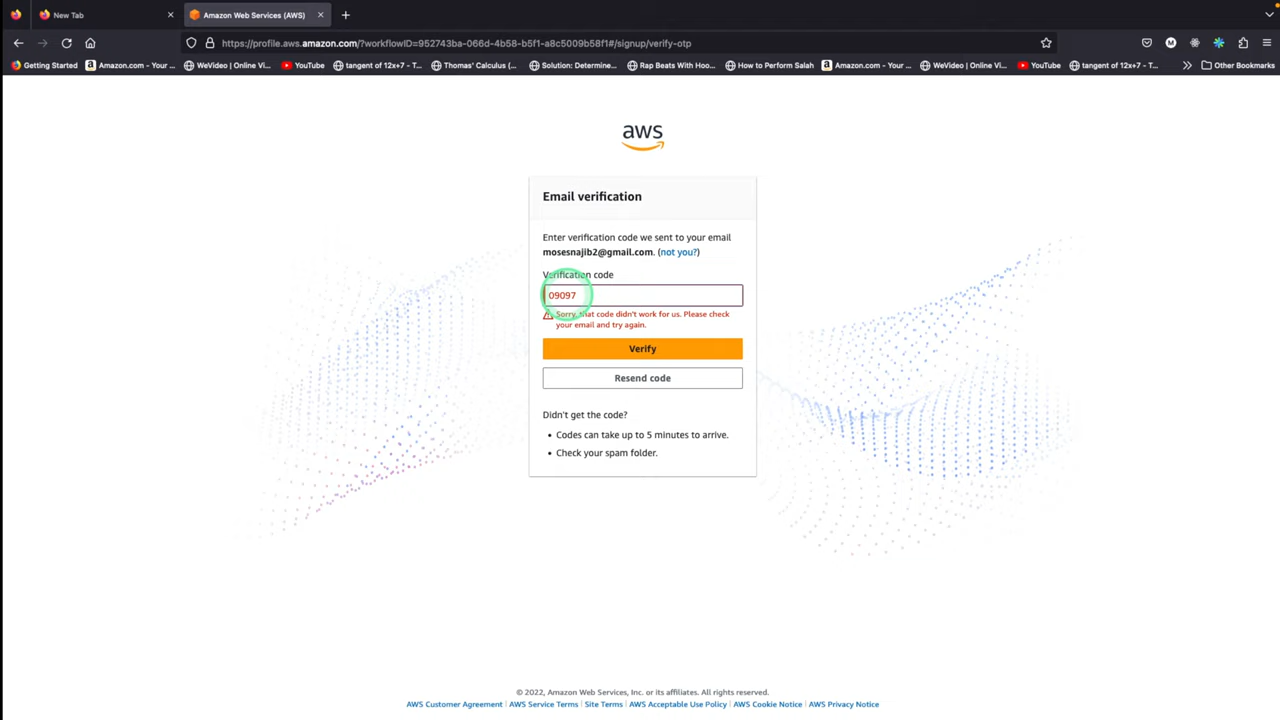 New Tab
Amazon Web Services (AWS)
https://profile.aws.amazon.com/?workflowID=952743ba-066d-4b58-b5f1-a8c5009b58f1#/signup/verify-otp
Getting Started
Amazon.com - Your ...
WeVideo | Online Vi...
YouTube
tangent of 12x+7 - T...
Thomas' Calculus (...
Solution: Determine...
Rap Beats With Hoo...
How to Perform Salah
Amazon.com - Your ...
WeVideo | Online Vi...
YouTube
tangent of 12x+7 - T...
Other Bookmarks
aws
Email verification
Enter verification code we sent to your email
mosesnajib2@gmail.com. (not you?)
Verification code
09097
Sorry, that code didn't work for us. Please check
your email and try again.
Verify
Resend code
Didn't get the code?
• Codes can take up to 5 minutes to arrive.
• Check your spam folder.
© 2022, Amazon Web Services, Inc. or its affiliates. All rights reserved.
AWS Customer Agreement | AWS Service Terms | Site Terms | AWS Acceptable Use Policy | AWS Cookie Notice | AWS Privacy Notice